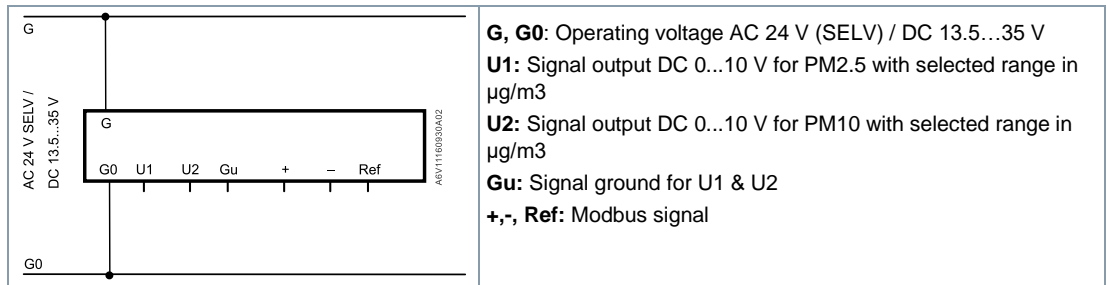 G
AC 24 V SELV /
DC 13.5...35 V
G
G0 U1 U2 Gu + – Ref
A6V11160930A02
G0
G, G0: Operating voltage AC 24 V (SELV) / DC 13.5…35 V
U1: Signal output DC 0...10 V for PM2.5 with selected range in
µg/m3
U2: Signal output DC 0...10 V for PM10 with selected range in
µg/m3
Gu: Signal ground for U1 & U2
+,-, Ref: Modbus signal